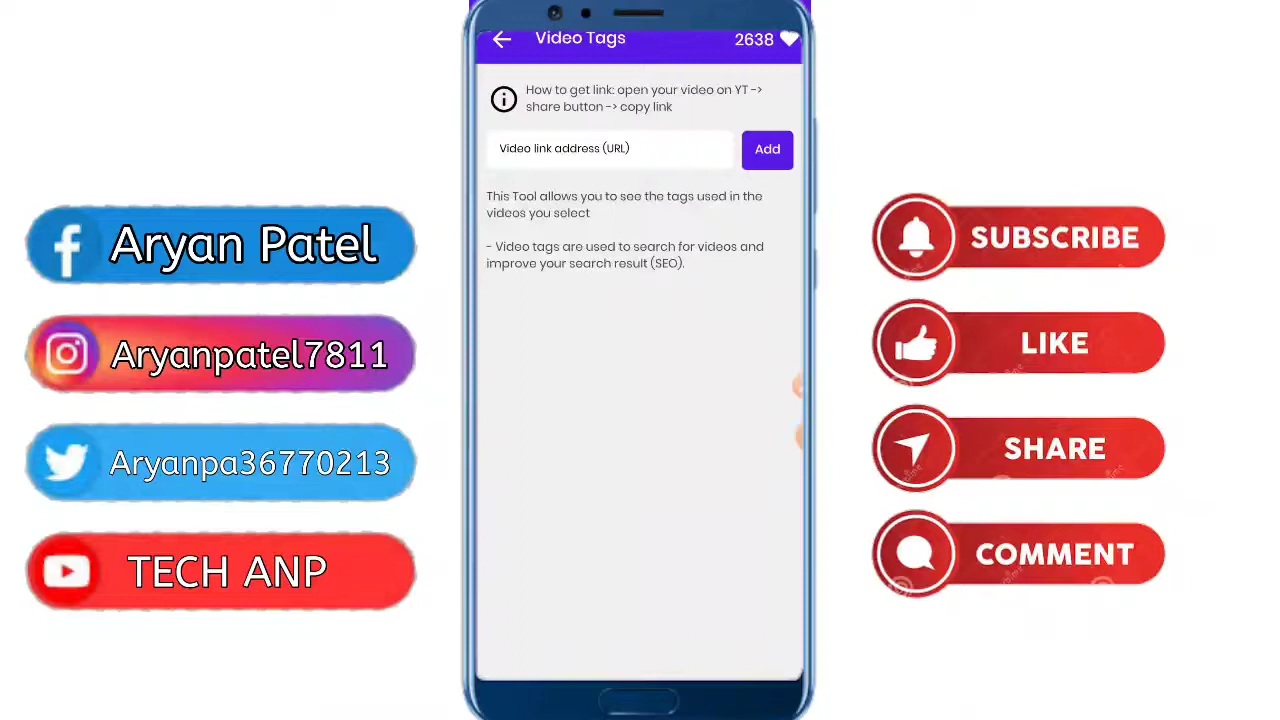 Video Tags
2638
How to get link: open your video on YT ->
share button -> copy link
Video link address (URL)
Add
This Tool allows you to see the tags used in the
videos you select
- Video tags are used to search for videos and
improve your search result (SEO).
Aryan Patel
Aryanpatel7811
Aryanpa36770213
TECH ANP
SUBSCRIBE
LIKE
SHARE
COMMENT